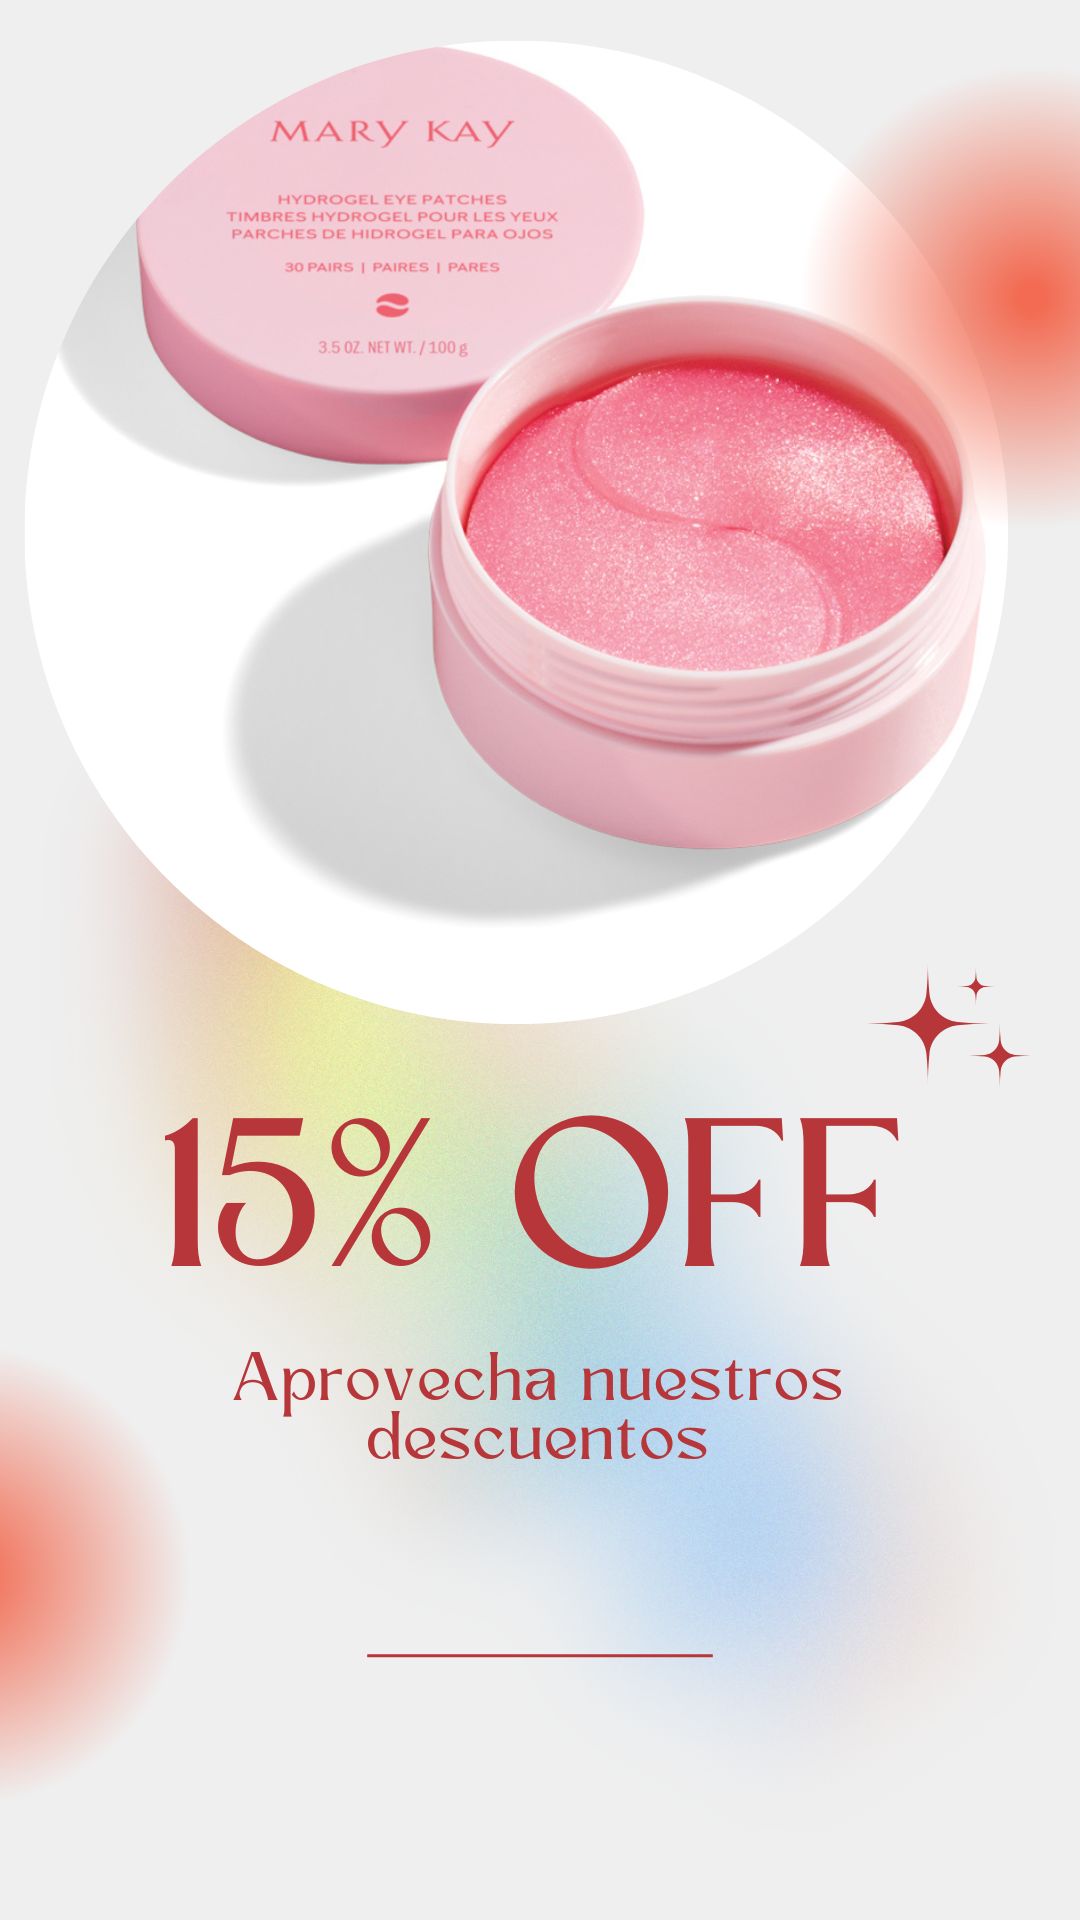 MARY KAY
HYDROGEL EYE PATCHES
TIMBRES HYDROGEL POUR LES YEUX
PARCHES DE HIDROGEL PARA OJOS
30 PAIRS | PAIRES | PARES
3.5 OZ. NET WT. / 100 g
15% OFF
Aprovecha nuestros
descuentos